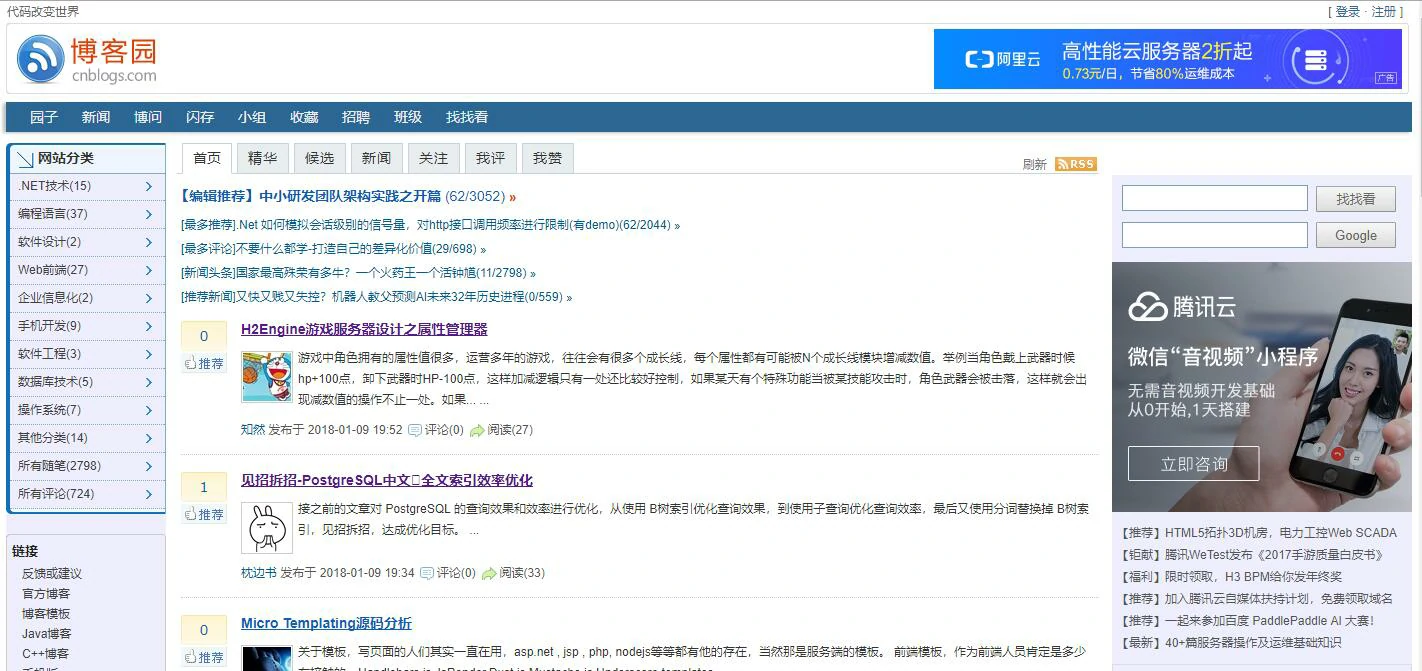 代码改变世界
[ 登录 · 注册 ]
博客园
cnblogs.com
阿里云
高性能云服务器2折起
0.73元/日，节省80%运维成本
广告
园子 新闻 博问 闪存 小组 收藏 招聘 班级 找找看
网站分类
.NET技术(15)
编程语言(37)
软件设计(2)
Web前端(27)
企业信息化(2)
手机开发(9)
软件工程(3)
数据库技术(5)
操作系统(7)
其他分类(14)
所有随笔(2798)
所有评论(724)
链接
反馈或建议
官方博客
博客模板
Java博客
C++博客
首页 精华 候选 新闻 关注 我评 我赞
刷新 RSS
【编辑推荐】中小研发团队架构实践之开篇 (62/3052) »
[最多推荐].Net 如何模拟会话级别的信号量，对http接口调用频率进行限制(有demo)(62/2044) »
[最多评论]不要什么都学-打造自己的差异化价值(29/698) »
[新闻头条]国家最高殊荣有多牛？一个火药王一个活钟馗(11/2798) »
[推荐新闻]又快又贱又失控？机器人教父预测AI未来32年历史进程(0/559) »
0
推荐
H2Engine游戏服务器设计之属性管理器
游戏中角色拥有的属性值很多，运营多年的游戏，往往会有很多个成长线，每个属性都有可能被N个成长线模块增减数值。举例当角色戴上武器时候
hp+100点，卸下武器时HP-100点，这样加减逻辑只有一处还比较好控制，如果某天有个特殊功能当被某技能攻击时，角色武器会被击落，这样就会出
现减数值的操作不止一处。如果... ...
知然 发布于 2018-01-09 19:52 评论(0) 阅读(27)
1
推荐
见招拆招-PostgreSQL中文全文索引效率优化
接之前的文章对 PostgreSQL 的查询效果和效率进行优化，从使用 B树索引优化查询效果，到使用子查询优化查询效率，最后又使用分词替换掉 B树索
引，见招拆招，达成优化目标。 ...
枕边书 发布于 2018-01-09 19:34 评论(0) 阅读(33)
0
推荐
Micro Templating源码分析
关于模板，写页面的人们其实一直在用，asp.net , jsp , php, nodejs等等都有他的存在，当然那是服务端的模板。 前端模板，作为前端人员肯定是多少
找找看
Google
腾讯云
微信“音视频”小程序
无需音视频开发基础
从0开始,1天搭建
立即咨询
【推荐】HTML5拓扑3D机房，电力工控Web SCADA
【钜献】腾讯WeTest发布《2017手游质量白皮书》
【福利】限时领取，H3 BPM给你发年终奖
【推荐】加入腾讯云自媒体扶持计划，免费领取域名
【推荐】一起来参加百度 PaddlePaddle AI 大赛！
【最新】40+篇服务器操作及运维基础知识